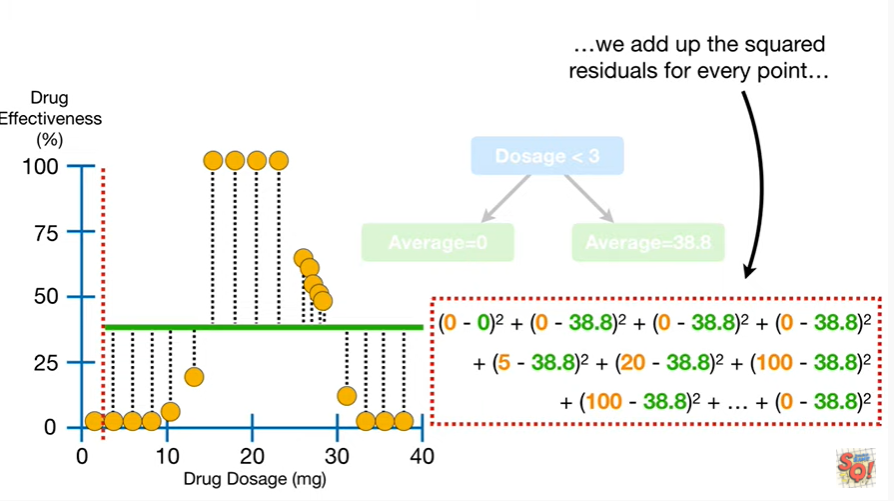 …we add up the squared
residuals for every point…
Drug
Effectiveness
(%)
100
75
50
25
0
0
10
20
30
40
Drug Dosage (mg)
Dosage < 3
Average=0
Average=38.8
(0 - 0)² + (0 - 38.8)² + (0 - 38.8)² + (0 - 38.8)²
+ (5 - 38.8)² + (20 - 38.8)² + (100 - 38.8)²
+ (100 - 38.8)² + … + (0 - 38.8)²
SQ!